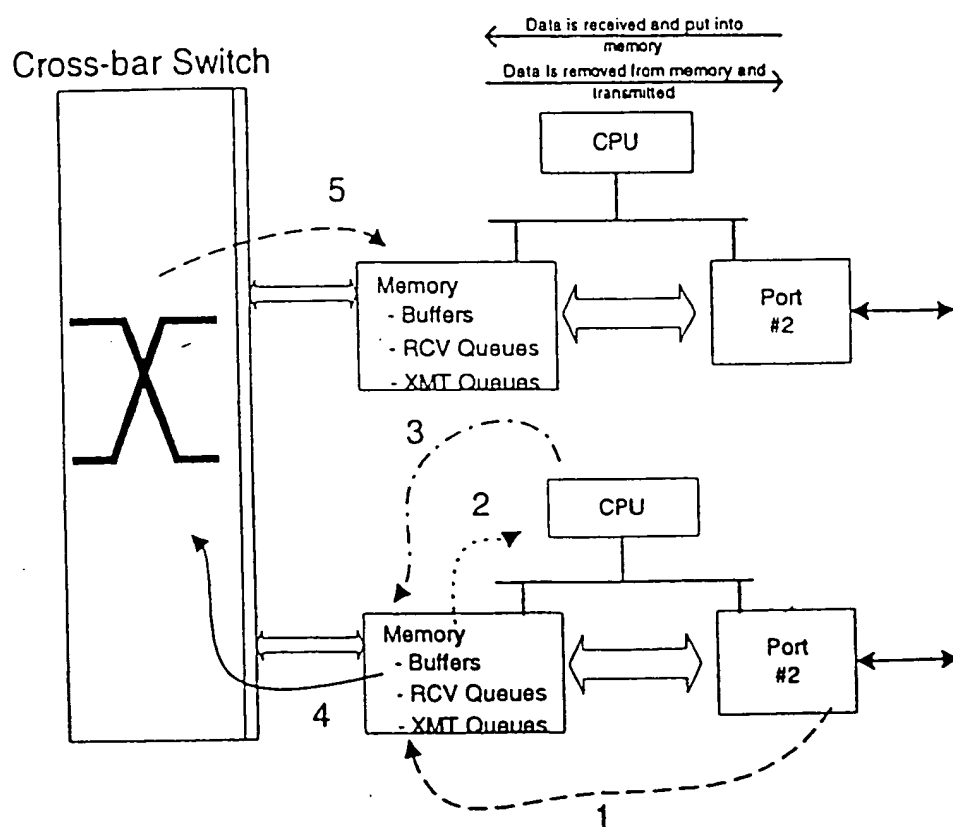 Data is received and put into
memory
Data is removed from memory and
transmitted
Cross-bar Switch
CPU
5
Memory
- Buffers
- RCV Queues
- XMT Queues
Port
#2
3
2
CPU
Memory
- Buffers
- RCV Queues
- XMT Queues
Port
#2
4
1